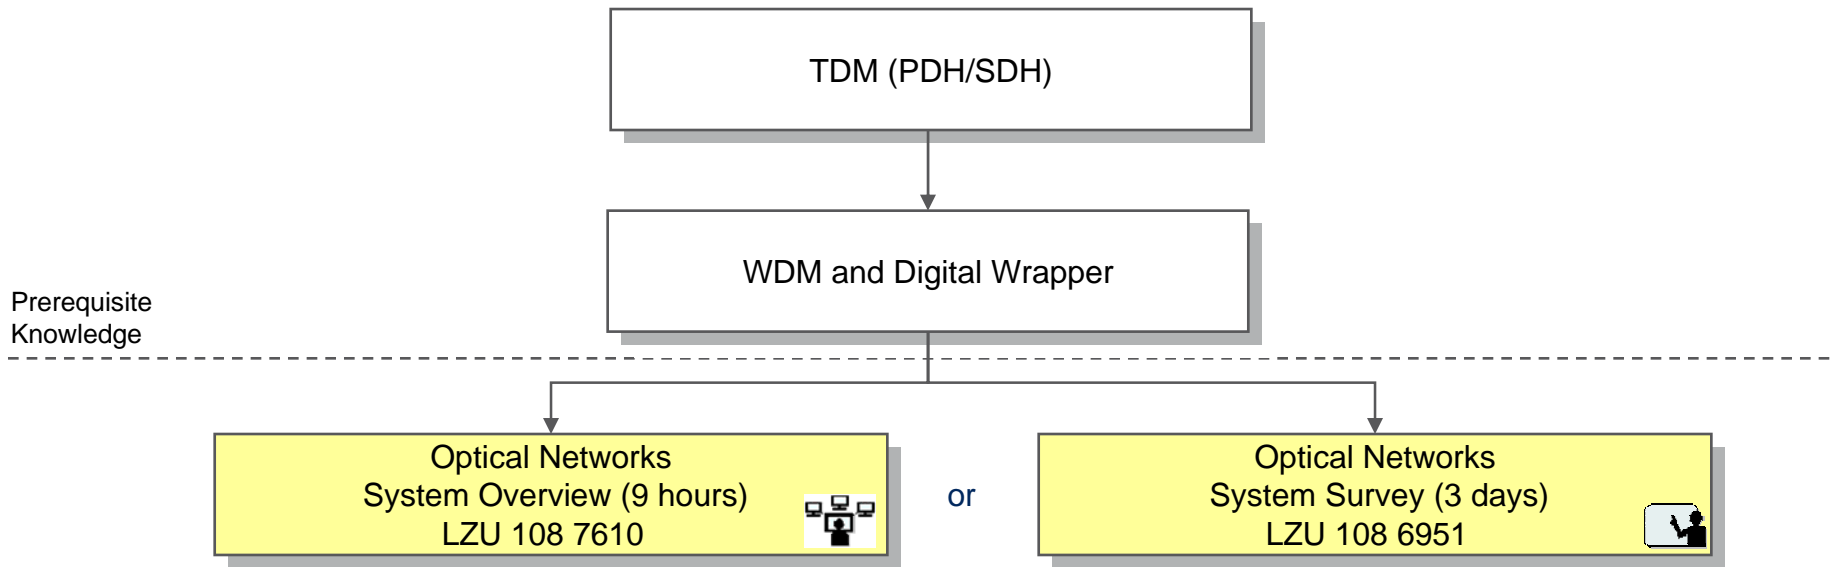 TDM (PDH/SDH)
WDM and Digital Wrapper
Prerequisite
Knowledge
Optical Networks
System Overview (9 hours)
LZU 108 7610
or
Optical Networks
System Survey (3 days)
LZU 108 6951